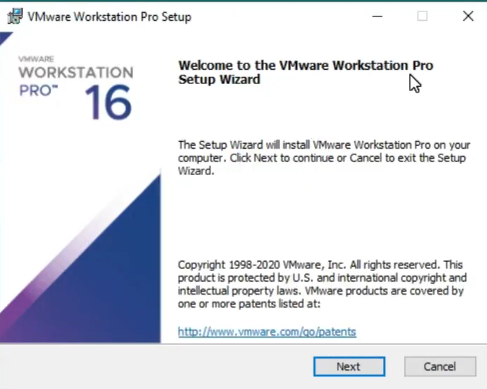 VMware Workstation Pro Setup
VMWARE
WORKSTATION
PRO™ 16
Welcome to the VMware Workstation Pro
Setup Wizard
The Setup Wizard will install VMware Workstation Pro on your
computer. Click Next to continue or Cancel to exit the Setup
Wizard.
Copyright 1998-2020 VMware, Inc. All rights reserved. This
product is protected by U.S. and international copyright and
intellectual property laws. VMware products are covered by
one or more patents listed at:
http://www.vmware.com/go/patents
Next Cancel